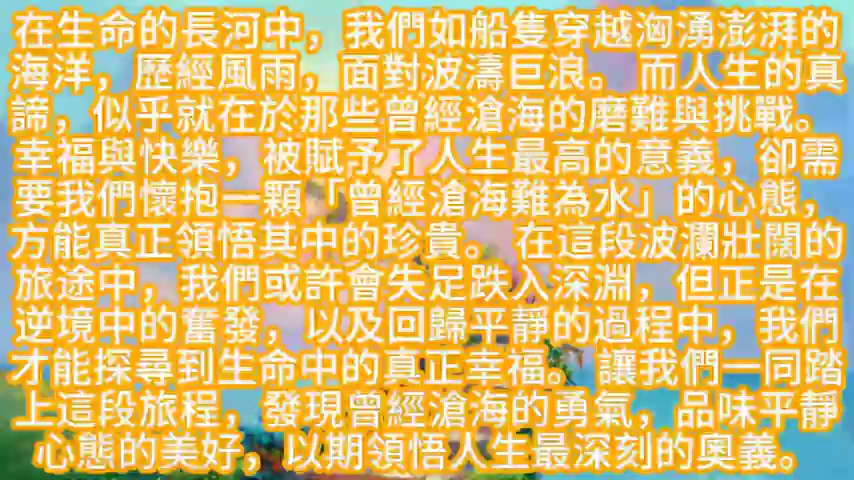 在生命的長河中，我們如船隻穿越洶湧澎湃的
海洋，歷經風雨，面對波濤巨浪。 而人生的真
諦，似乎就在於那些曾經滄海的磨難與挑戰。
幸福與快樂，被賦予了人生最高的意義，卻需
要我們懷抱一顆「曾經滄海難為水」的心態，
方能真正領悟其中的珍貴。 在這段波瀾壯闊的
旅途中，我們或許會失足跌入深淵，但正是在
逆境中的奮發，以及回歸平靜的過程中，我們
才能探尋到生命中的真正幸福。 讓我們一同踏
上這段旅程，發現曾經滄海的勇氣，品味平靜
心態的美好，以期領悟人生最深刻的奧義。